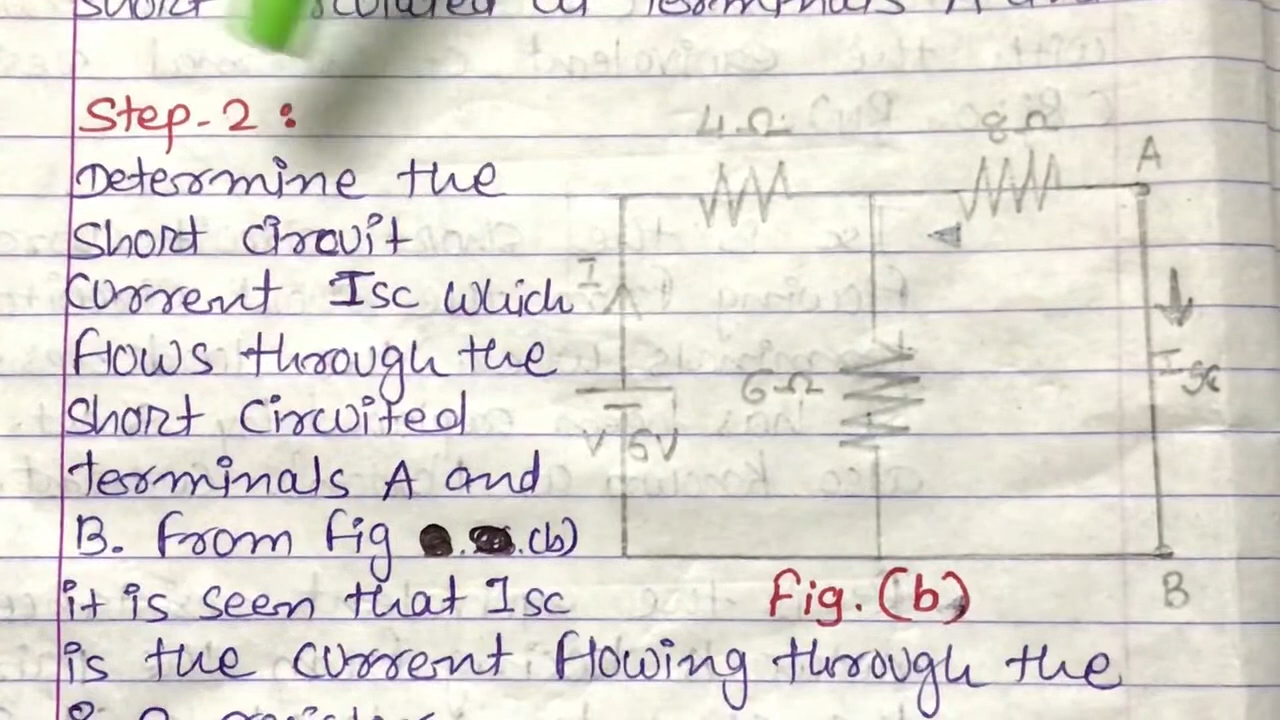 Step-2:
Determine the
Short circuit
current Isc which
flows through the
short circuited
terminals A and
B. from fig . .(b)
it is seen that Isc
is the current flowing through the
4Ω
8Ω
A
I
6Ω
V 6V
Isc
B
Fig. (b)